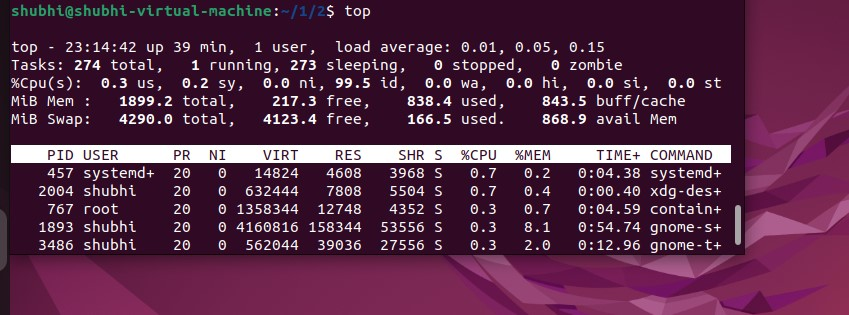 shubhi@shubhi-virtual-machine:~/1/2$ top
top - 23:14:42 up 39 min,  1 user,  load average: 0.01, 0.05, 0.15
Tasks: 274 total,   1 running, 273 sleeping,   0 stopped,   0 zombie
%Cpu(s):  0.3 us,  0.2 sy,  0.0 ni, 99.5 id,  0.0 wa,  0.0 hi,  0.0 si,  0.0 st
MiB Mem :   1899.2 total,    217.3 free,    838.4 used,    843.5 buff/cache
MiB Swap:   4290.0 total,   4123.4 free,    166.5 used.    868.9 avail Mem
PID USER      PR  NI    VIRT    RES    SHR S  %CPU  %MEM     TIME+ COMMAND
457 systemd+  20   0   14824   4608   3968 S   0.7   0.2   0:04.38 systemd+
2004 shubhi    20   0  632444   7808   5504 S   0.7   0.4   0:00.40 xdg-des+
767 root      20   0 1358344  12748   4352 S   0.3   0.7   0:04.59 contain+
1893 shubhi    20   0 4160816 158344  53556 S   0.3   8.1   0:54.74 gnome-s+
3486 shubhi    20   0  562044  39036  27556 S   0.3   2.0   0:12.96 gnome-t+